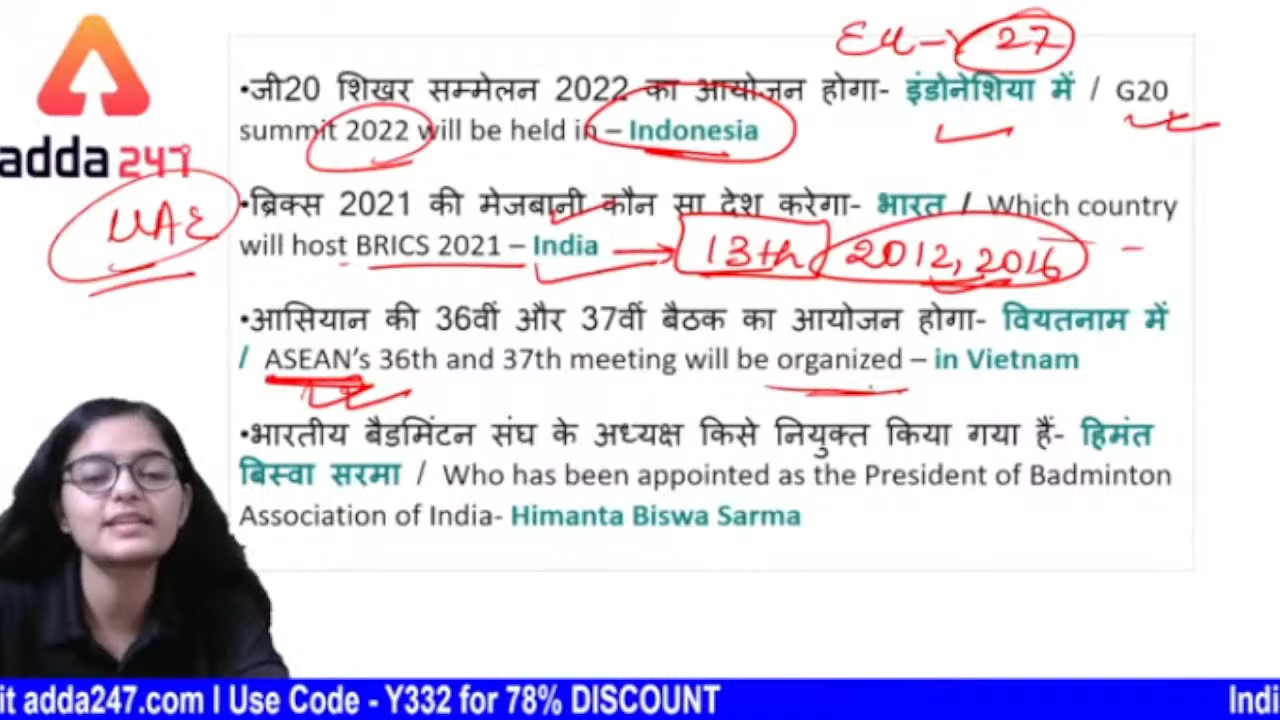 EU - 27
•जी20 शिखर सम्मेलन 2022 का आयोजन होगा- इंडोनेशिया में / G20
summit 2022 will be held in – Indonesia
adda247
UAE
•ब्रिक्स 2021 की मेजबानी कौन सा देश करेगा- भारत / Which country
will host BRICS 2021 – India → 13th 2012, 2016
•आसियान की 36वीं और 37वीं बैठक का आयोजन होगा- वियतनाम में
/ ASEAN's 36th and 37th meeting will be organized – in Vietnam
•भारतीय बैडमिंटन संघ के अध्यक्ष किसे नियुक्त किया गया हैं- हिमंत
बिस्वा सरमा / Who has been appointed as the President of Badminton
Association of India- Himanta Biswa Sarma
it adda247.com | Use Code - Y332 for 78% DISCOUNT Indi